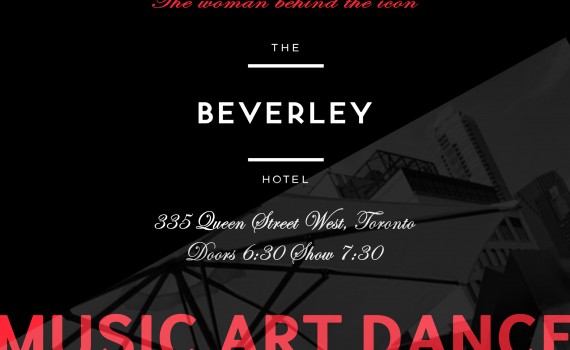 The woman behind the icon
THE
BEVERLEY
HOTEL
335 Queen Street West, Toronto
Doors 6:30 Show 7:30
MUSIC ART DANCE